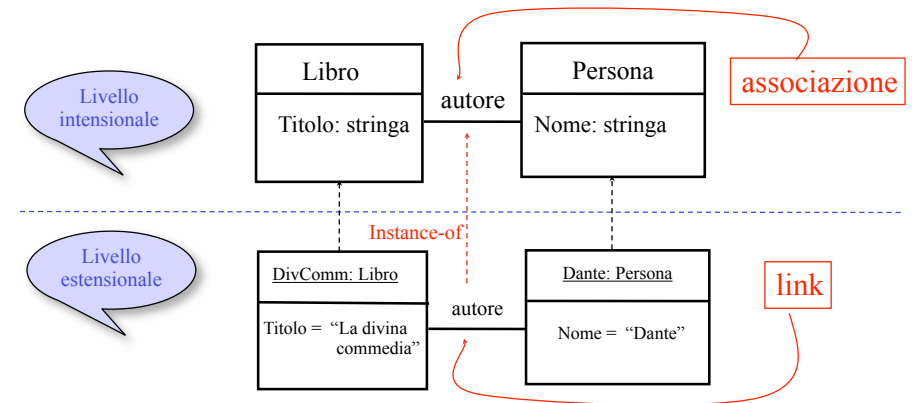 Libro
Persona
associazione
Livello
intensionale
autore
Titolo: stringa
Nome: stringa
Instance-of
Livello
estensionale
DivComm: Libro
Dante: Persona
link
autore
Titolo = “La divina
commedia”
Nome = “Dante”